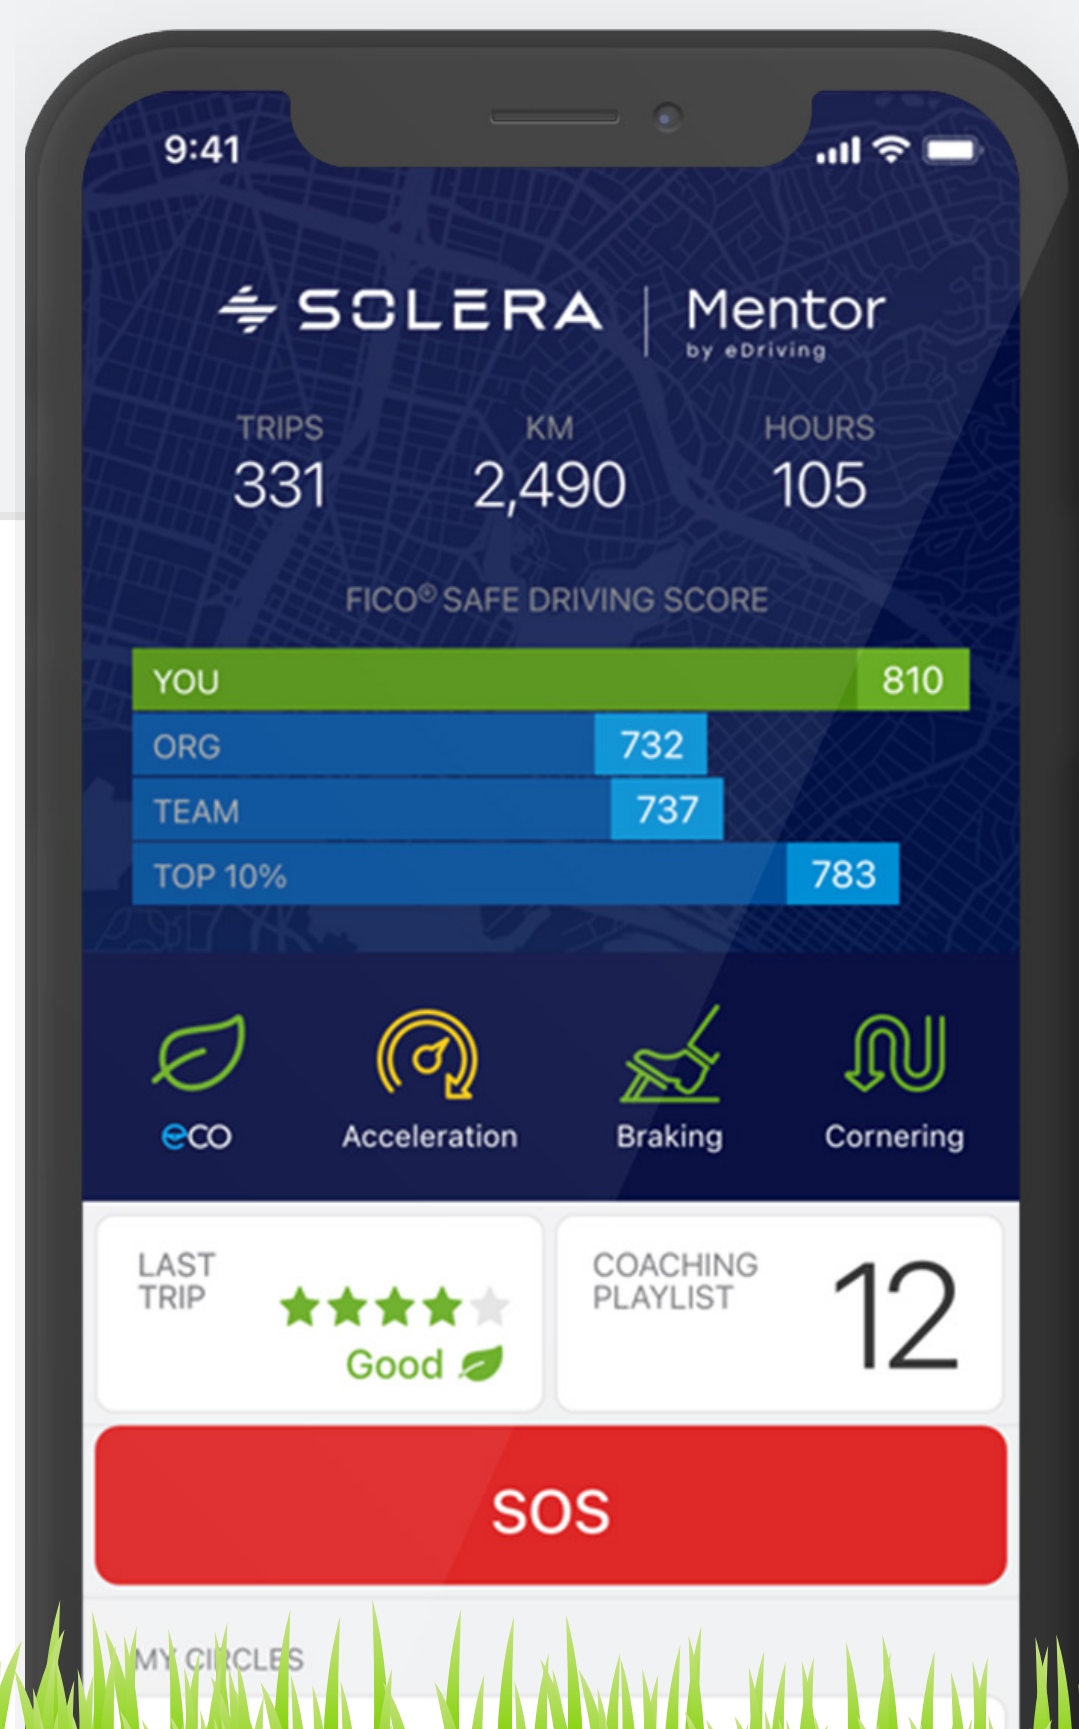 9:41
SOLERA | Mentor
by eDriving
TRIPS KM HOURS
331 2,490 105
FICO® SAFE DRIVING SCORE
YOU 810
ORG 732
TEAM 737
TOP 10% 783
eco Acceleration Braking Cornering
LAST
TRIP
Good
COACHING
PLAYLIST
12
SOS
MY CIRCLES